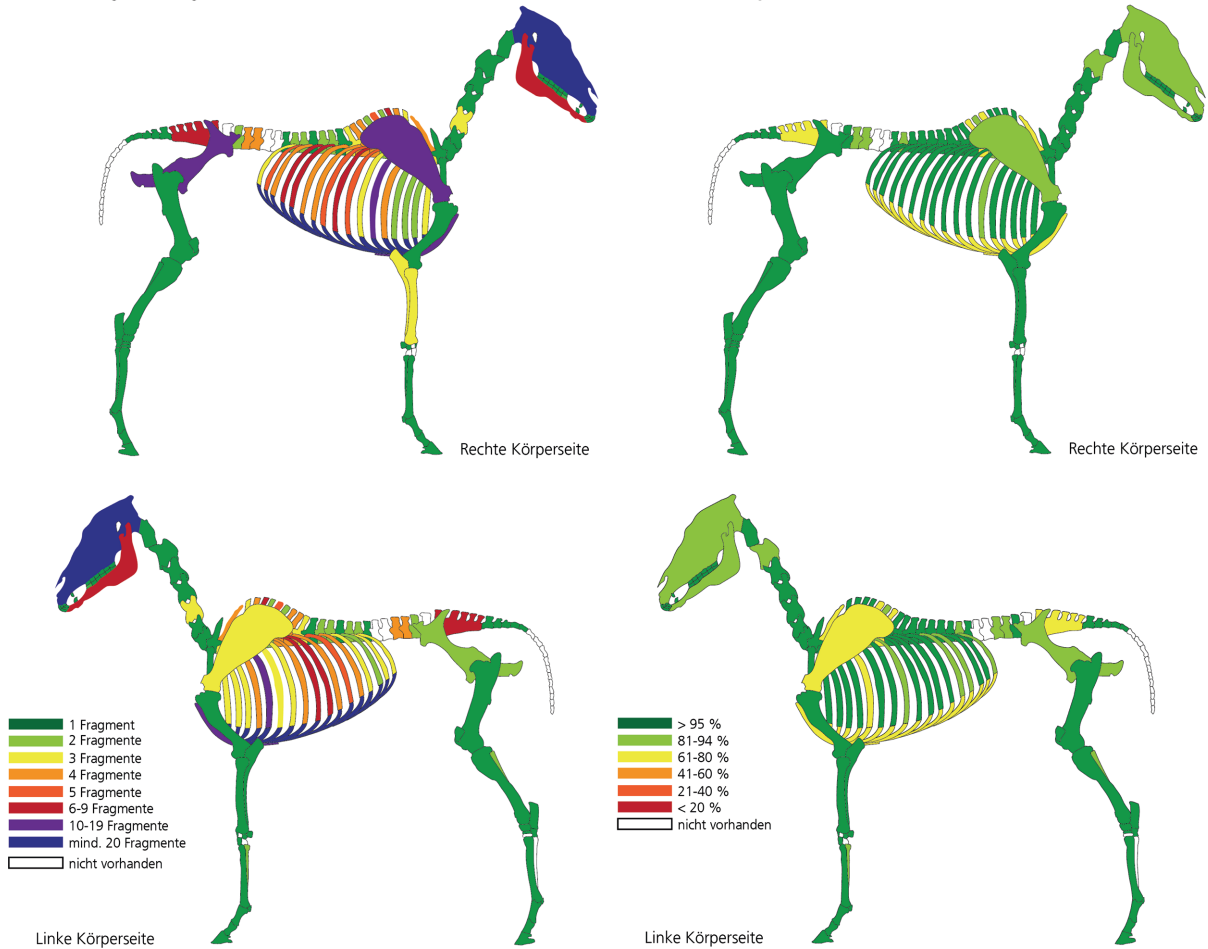 Rechte Körperseite
Rechte Körperseite
1 Fragment
2 Fragmente
3 Fragmente
4 Fragmente
5 Fragmente
6-9 Fragmente
10-19 Fragmente
mind. 20 Fragmente
nicht vorhanden
Linke Körperseite
> 95 %
81-94 %
61-80 %
41-60 %
21-40 %
< 20 %
nicht vorhanden
Linke Körperseite